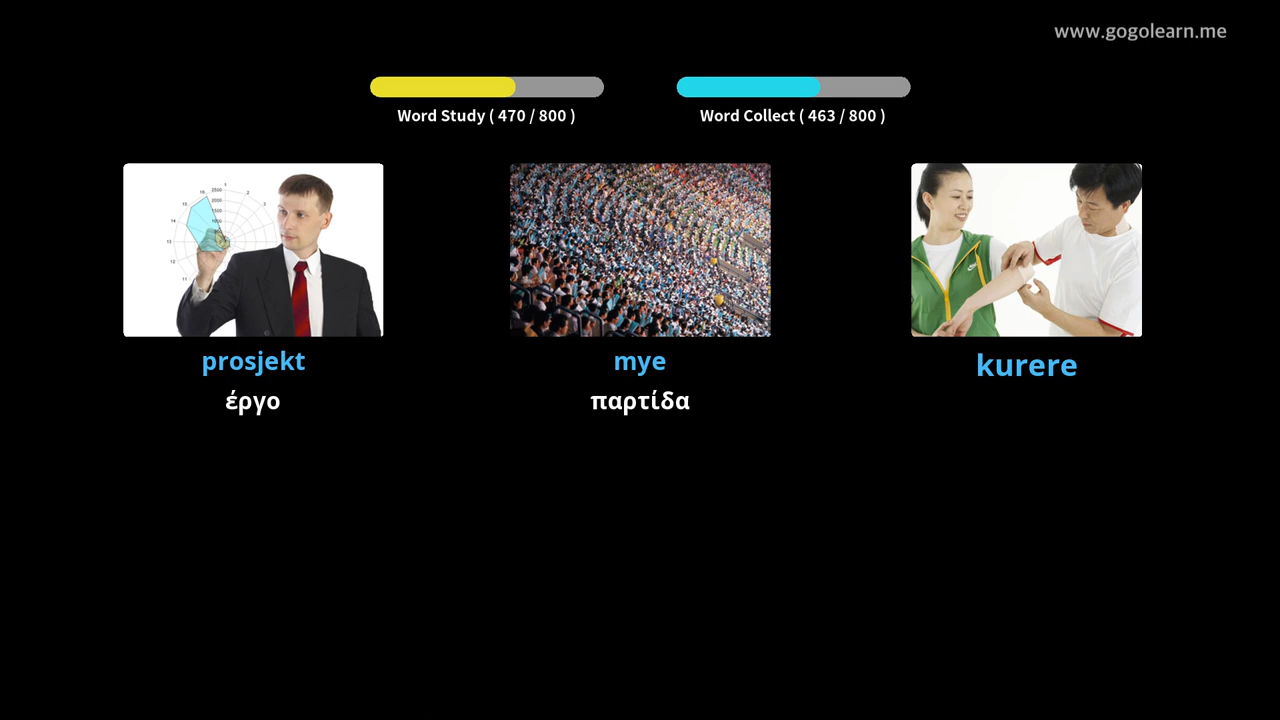 www.gogolearn.me
Word Study ( 470 / 800 )
Word Collect ( 463 / 800 )
prosjekt
έργο
mye
παρτίδα
kurere